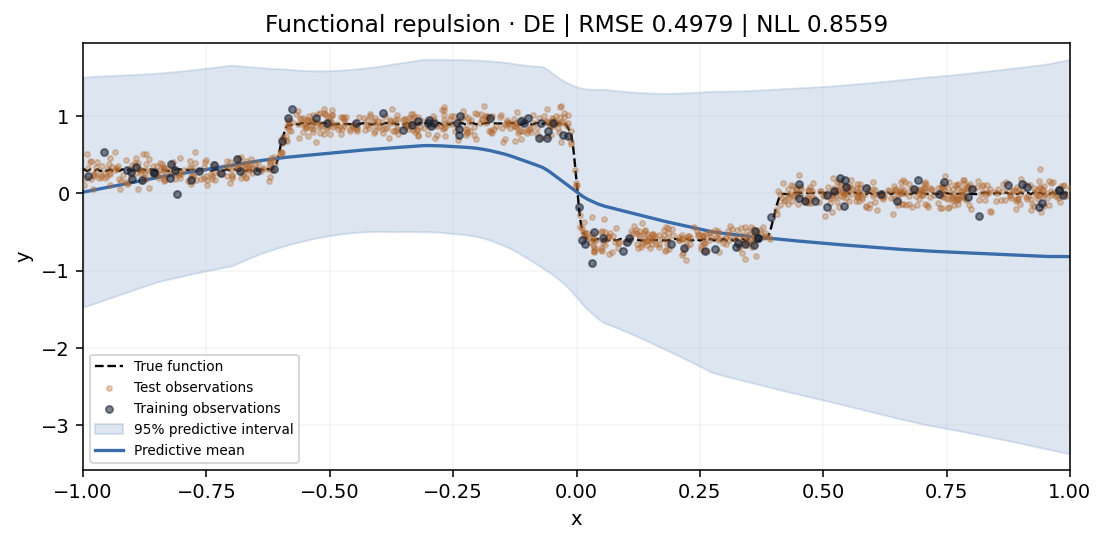 Functional repulsion · DE | RMSE 0.4979 | NLL 0.8559
y
1
0
−1
−2
−3
True function
Test observations
Training observations
95% predictive interval
Predictive mean
−1.00 −0.75 −0.50 −0.25 0.00 0.25 0.50 0.75 1.00
x